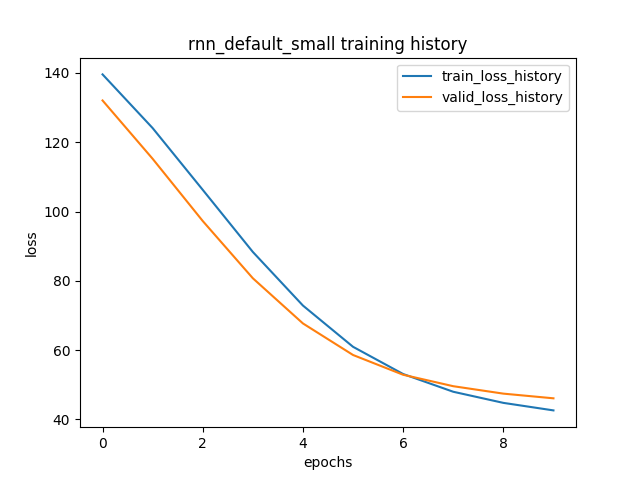 rnn_default_small training history
train_loss_history
valid_loss_history
140
120
100
80
60
40
loss
0 2 4 6 8
epochs